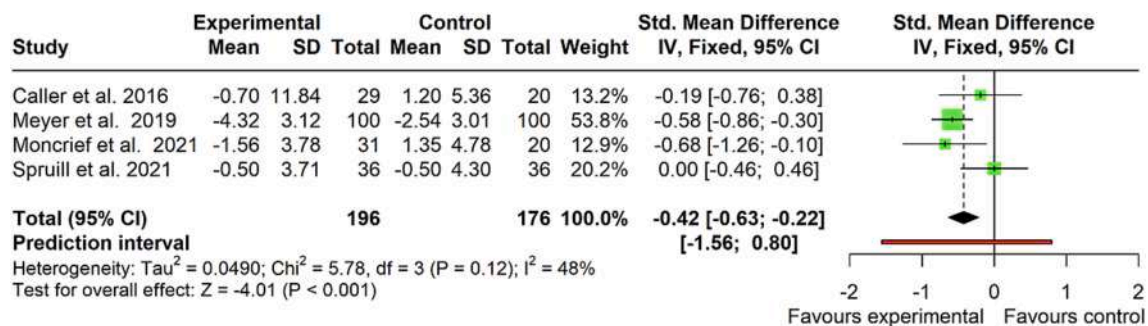 Experimental Control Std. Mean Difference Std. Mean Difference
Study Mean SD Total Mean SD Total Weight IV, Fixed, 95% CI IV, Fixed, 95% CI
Caller et al. 2016 -0.70 11.84 29 1.20 5.36 20 13.2% -0.19 [-0.76; 0.38]
Meyer et al. 2019 -4.32 3.12 100 -2.54 3.01 100 53.8% -0.58 [-0.86; -0.30]
Moncrief et al. 2021 -1.56 3.78 31 1.35 4.78 20 12.9% -0.68 [-1.26; -0.10]
Spruill et al. 2021 -0.50 3.71 36 -0.50 4.30 36 20.2% 0.00 [-0.46; 0.46]
Total (95% CI) 196 176 100.0% -0.42 [-0.63; -0.22]
Prediction interval [-1.56; 0.80]
Heterogeneity: Tau² = 0.0490; Chi² = 5.78, df = 3 (P = 0.12); I² = 48%
Test for overall effect: Z = -4.01 (P < 0.001)
-2 -1 0 1 2
Favours experimental Favours control